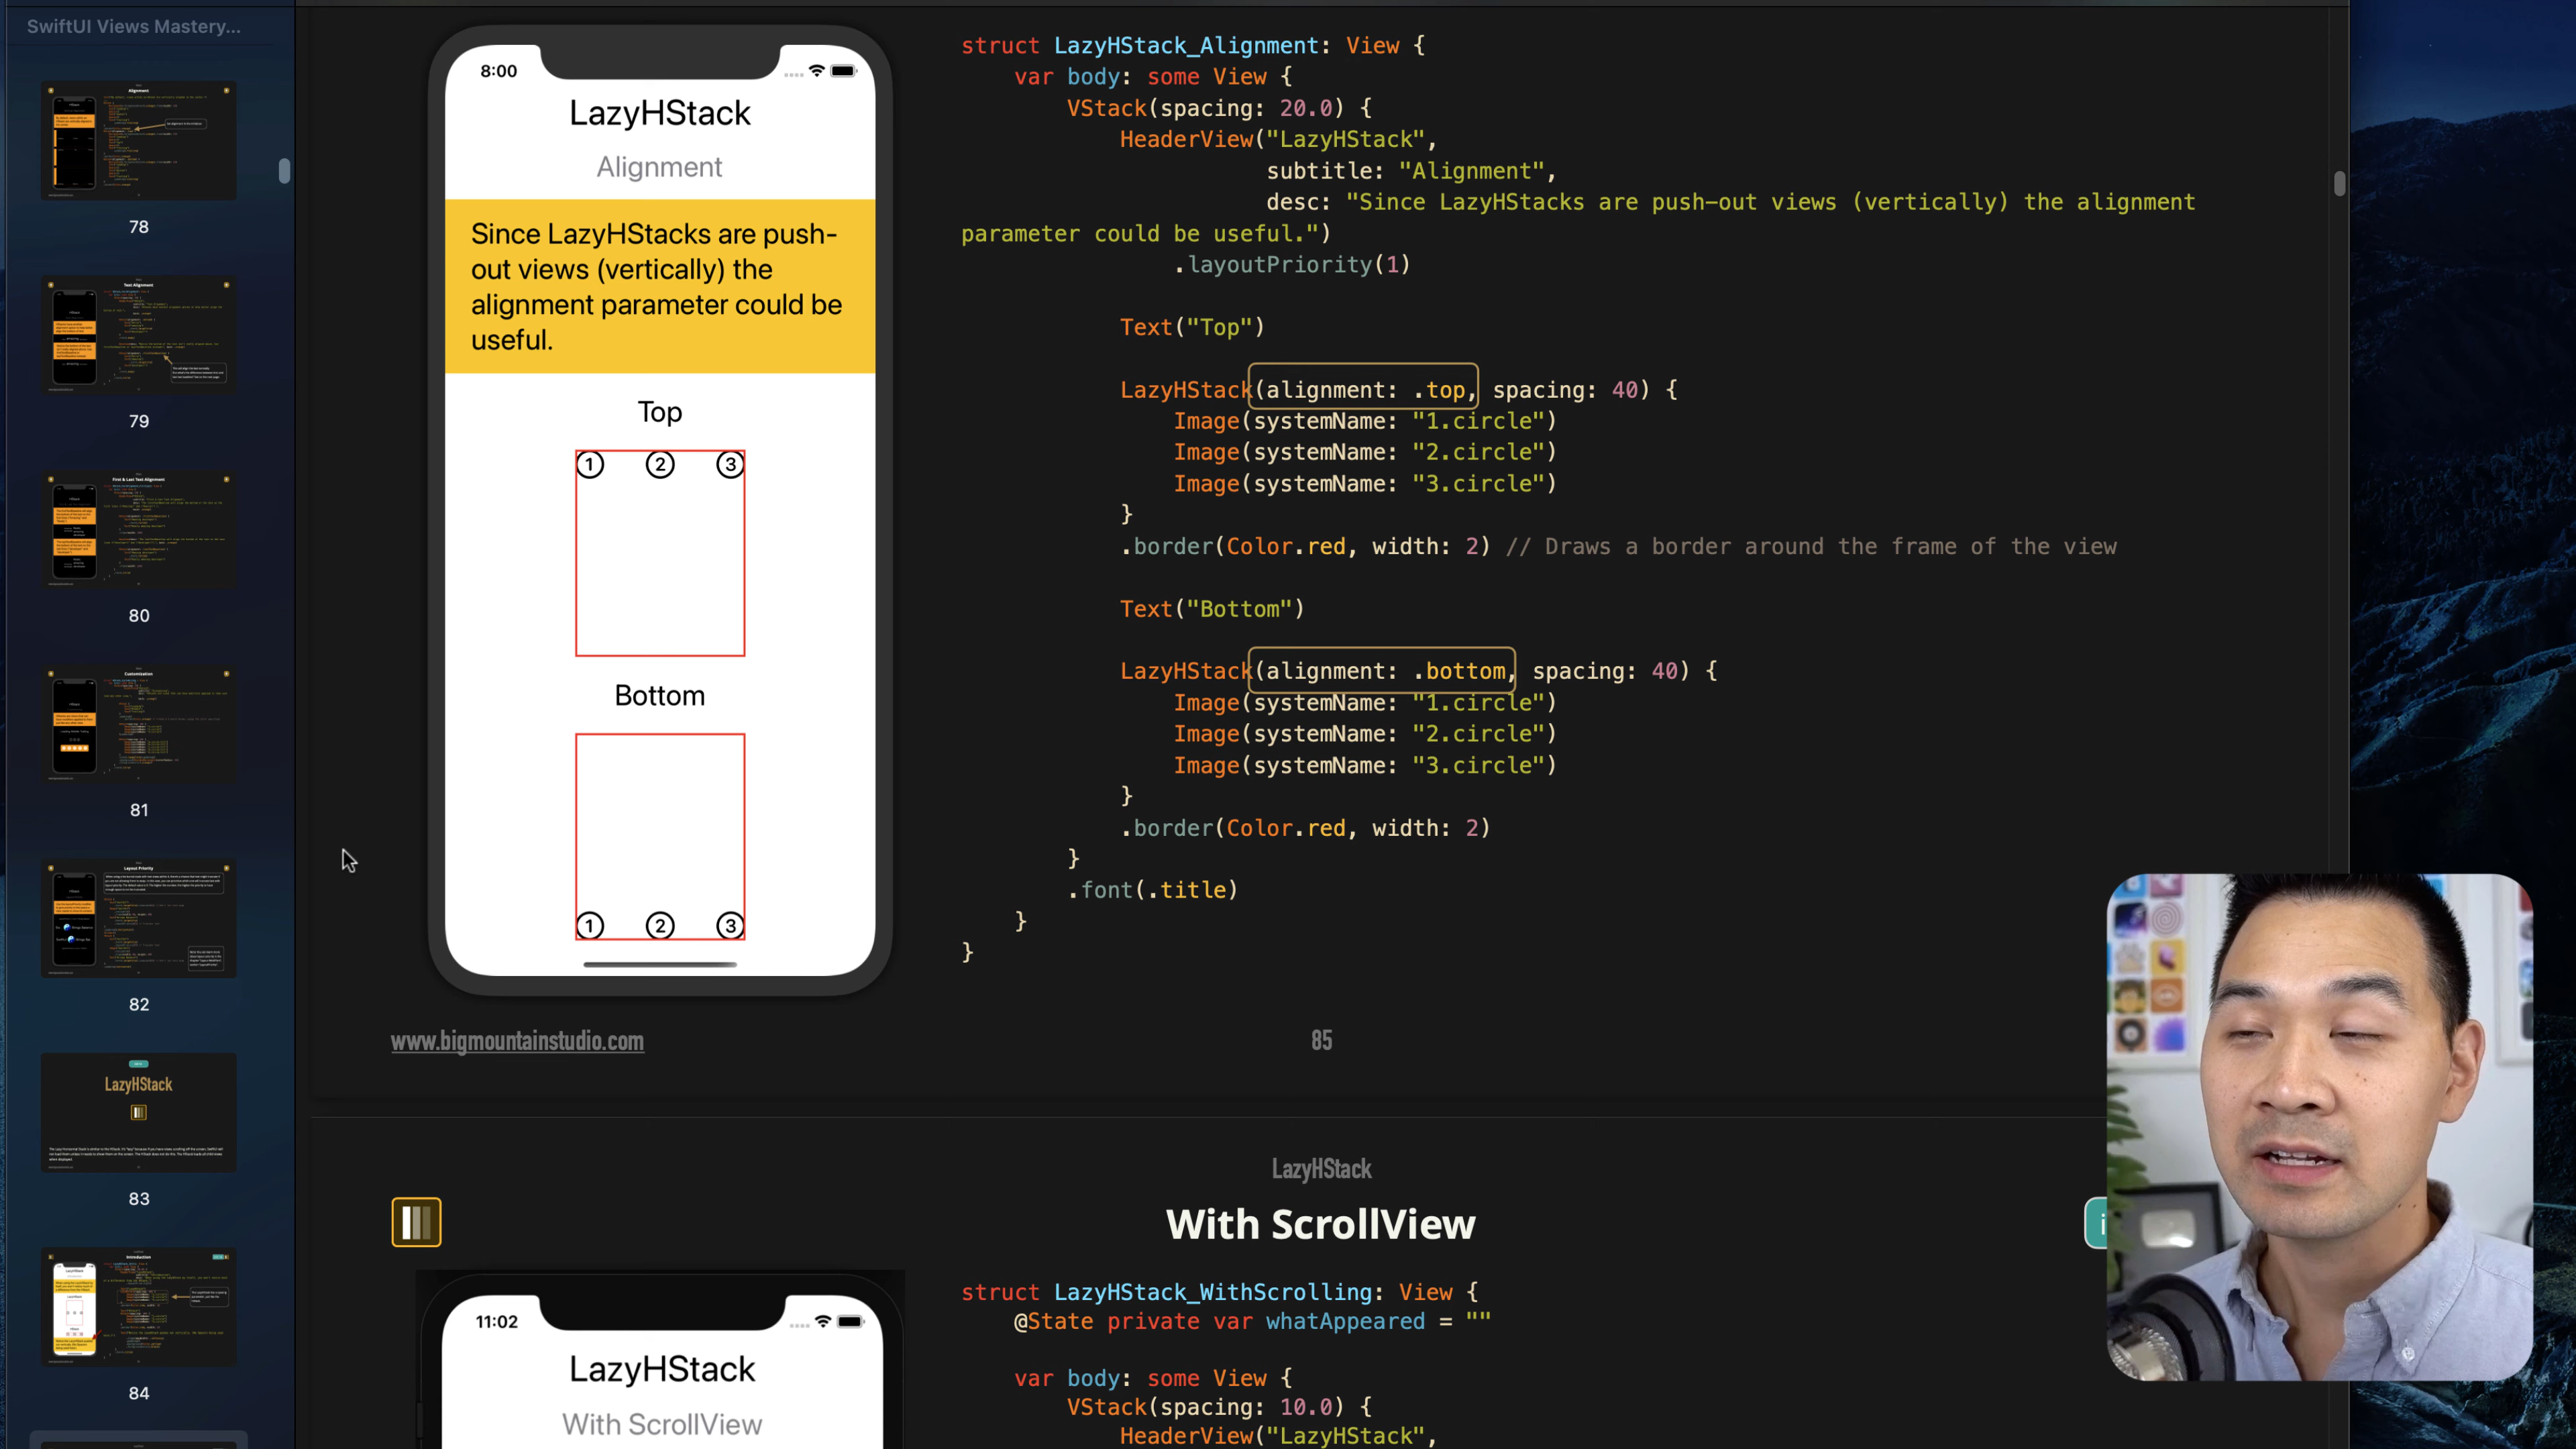 SwiftUI Views Mastery...
78
79
80
81
82
LazyHStack
83
84
8:00
LazyHStack
Alignment
Since LazyHStacks are push-
out views (vertically) the
alignment parameter could be
useful.
Top
1 2 3
Bottom
1 2 3
struct LazyHStack_Alignment: View {
var body: some View {
VStack(spacing: 20.0) {
HeaderView("LazyHStack",
subtitle: "Alignment",
desc: "Since LazyHStacks are push-out views (vertically) the alignment
parameter could be useful.")
.layoutPriority(1)
Text("Top")
LazyHStack(alignment: .top, spacing: 40) {
Image(systemName: "1.circle")
Image(systemName: "2.circle")
Image(systemName: "3.circle")
}
.border(Color.red, width: 2) // Draws a border around the frame of the view
Text("Bottom")
LazyHStack(alignment: .bottom, spacing: 40) {
Image(systemName: "1.circle")
Image(systemName: "2.circle")
Image(systemName: "3.circle")
}
.border(Color.red, width: 2)
}
.font(.title)
}
}
www.bigmountainstudio.com
85
LazyHStack
With ScrollView
11:02
LazyHStack
With ScrollView
struct LazyHStack_WithScrolling: View {
@State private var whatAppeared = ""
var body: some View {
VStack(spacing: 10.0) {
HeaderView("LazyHStack",